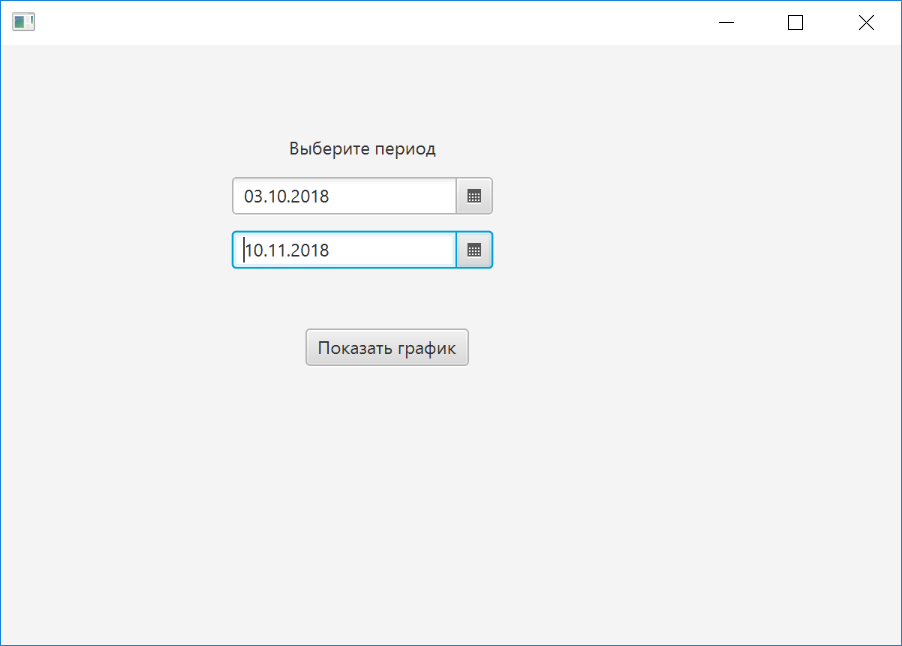 Выберите период
03.10.2018
10.11.2018
Показать график